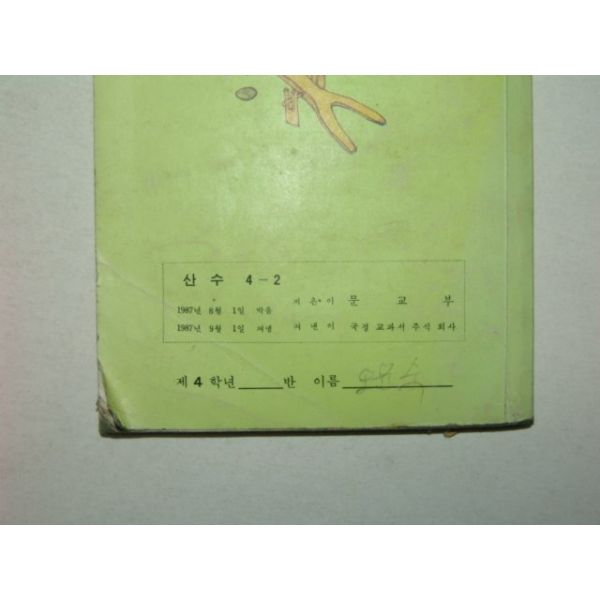 산수 4-2
1987년 8월 1일 박음 지은이 문교부
1987년 9월 1일 펴냄 펴낸이 국정 교과서 주식 회사
제 4 학년 반 이름